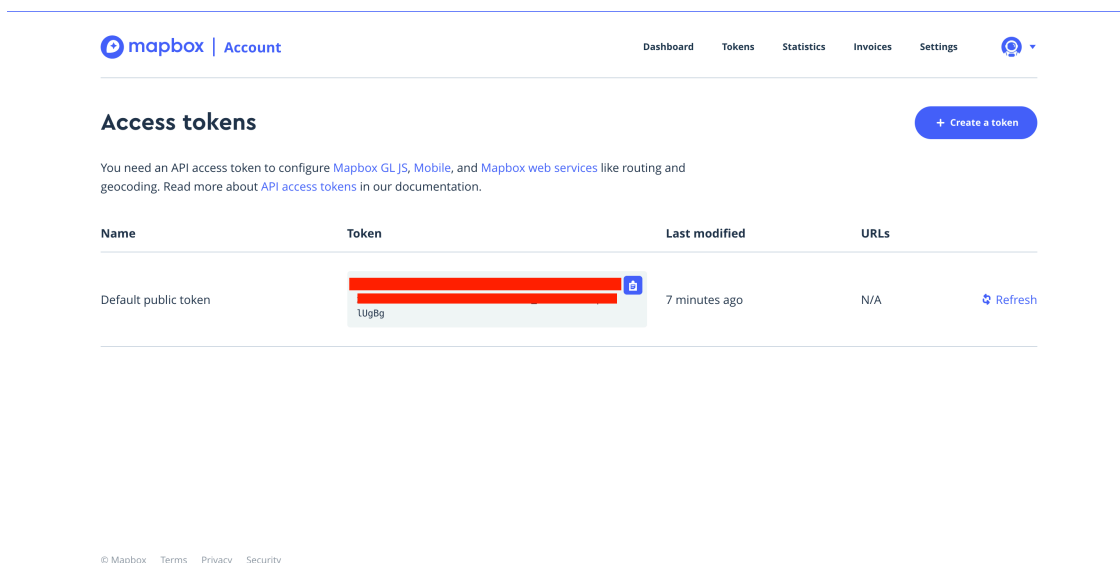 mapbox | Account
Dashboard Tokens Statistics Invoices Settings
Access tokens
+ Create a token
You need an API access token to configure Mapbox GL JS, Mobile, and Mapbox web services like routing and
geocoding. Read more about API access tokens in our documentation.
Name Token Last modified URLs
Default public token lUgBg 7 minutes ago N/A Refresh
© Mapbox Terms Privacy Security